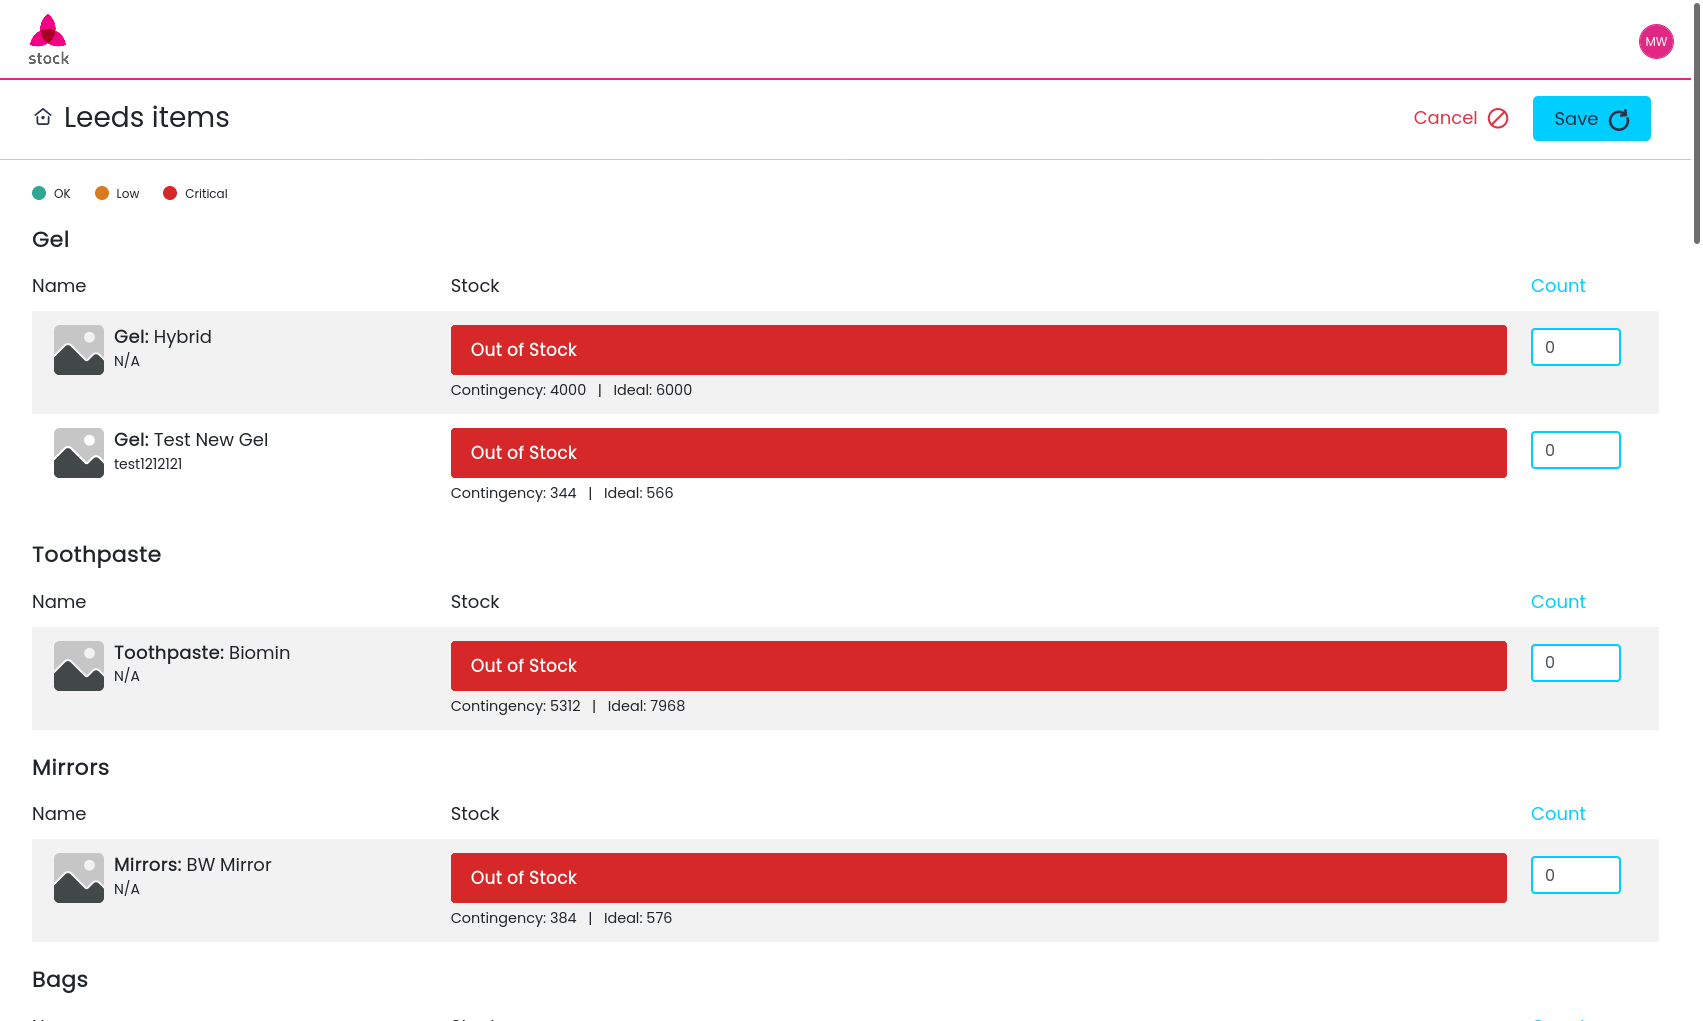 stock
MW
Leeds items
Cancel
Save
OK Low Critical
Gel
Name Stock Count
Gel: Hybrid
N/A
Out of Stock
0
Contingency: 4000 | Ideal: 6000
Gel: Test New Gel
test1212121
Out of Stock
0
Contingency: 344 | Ideal: 566
Toothpaste
Name Stock Count
Toothpaste: Biomin
N/A
Out of Stock
0
Contingency: 5312 | Ideal: 7968
Mirrors
Name Stock Count
Mirrors: BW Mirror
N/A
Out of Stock
0
Contingency: 384 | Ideal: 576
Bags